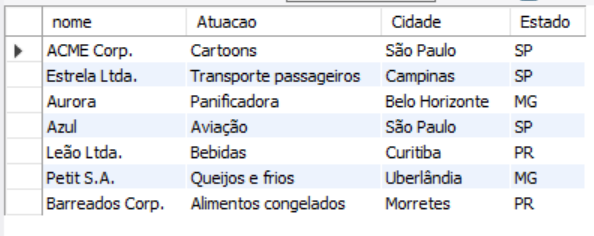 nome Atuacao Cidade Estado
ACME Corp. Cartoons São Paulo SP
Estrela Ltda. Transporte passageiros Campinas SP
Aurora Panificadora Belo Horizonte MG
Azul Aviação São Paulo SP
Leão Ltda. Bebidas Curitiba PR
Petit S.A. Queijos e frios Uberlândia MG
Barreados Corp. Alimentos congelados Morretes PR